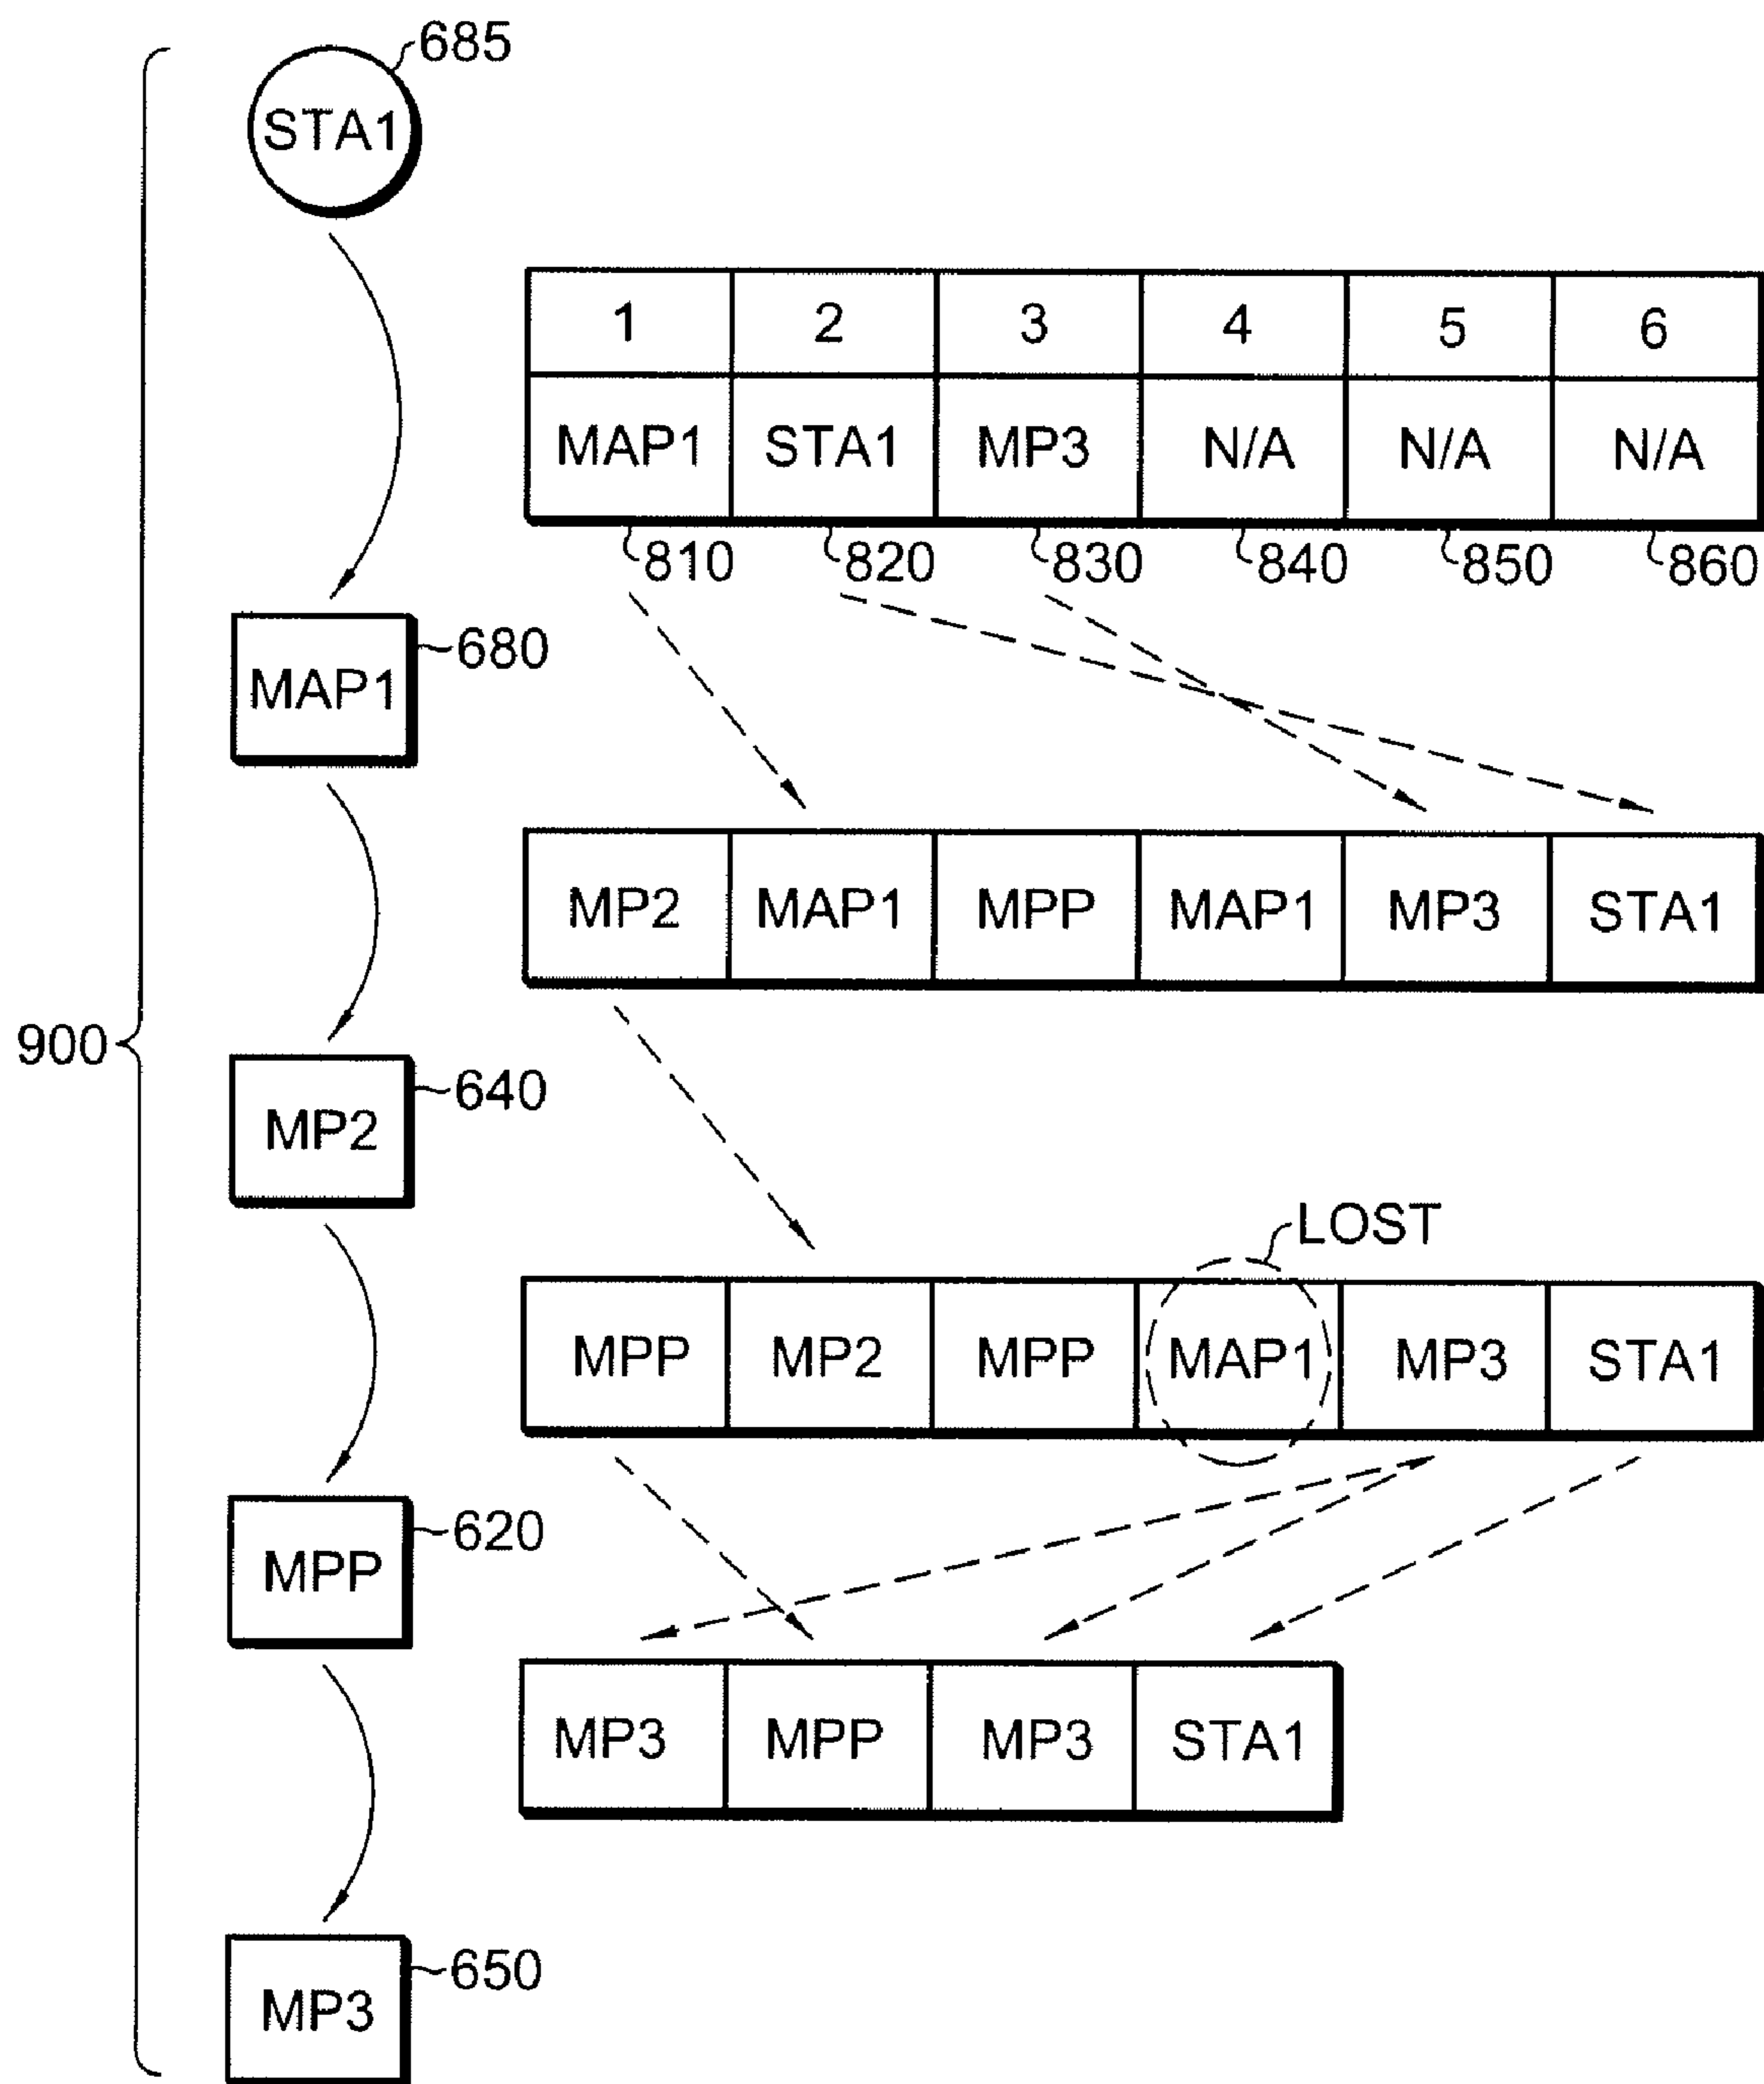 685
STA1
1 2 3 4 5 6
MAP1 STA1 MP3 N/A N/A N/A
810 820 830 840 850 860
680
MAP1
MP2 MAP1 MPP MAP1 MP3 STA1
900
640
MP2
LOST
MPP MP2 MPP MAP1 MP3 STA1
620
MPP
MP3 MPP MP3 STA1
650
MP3